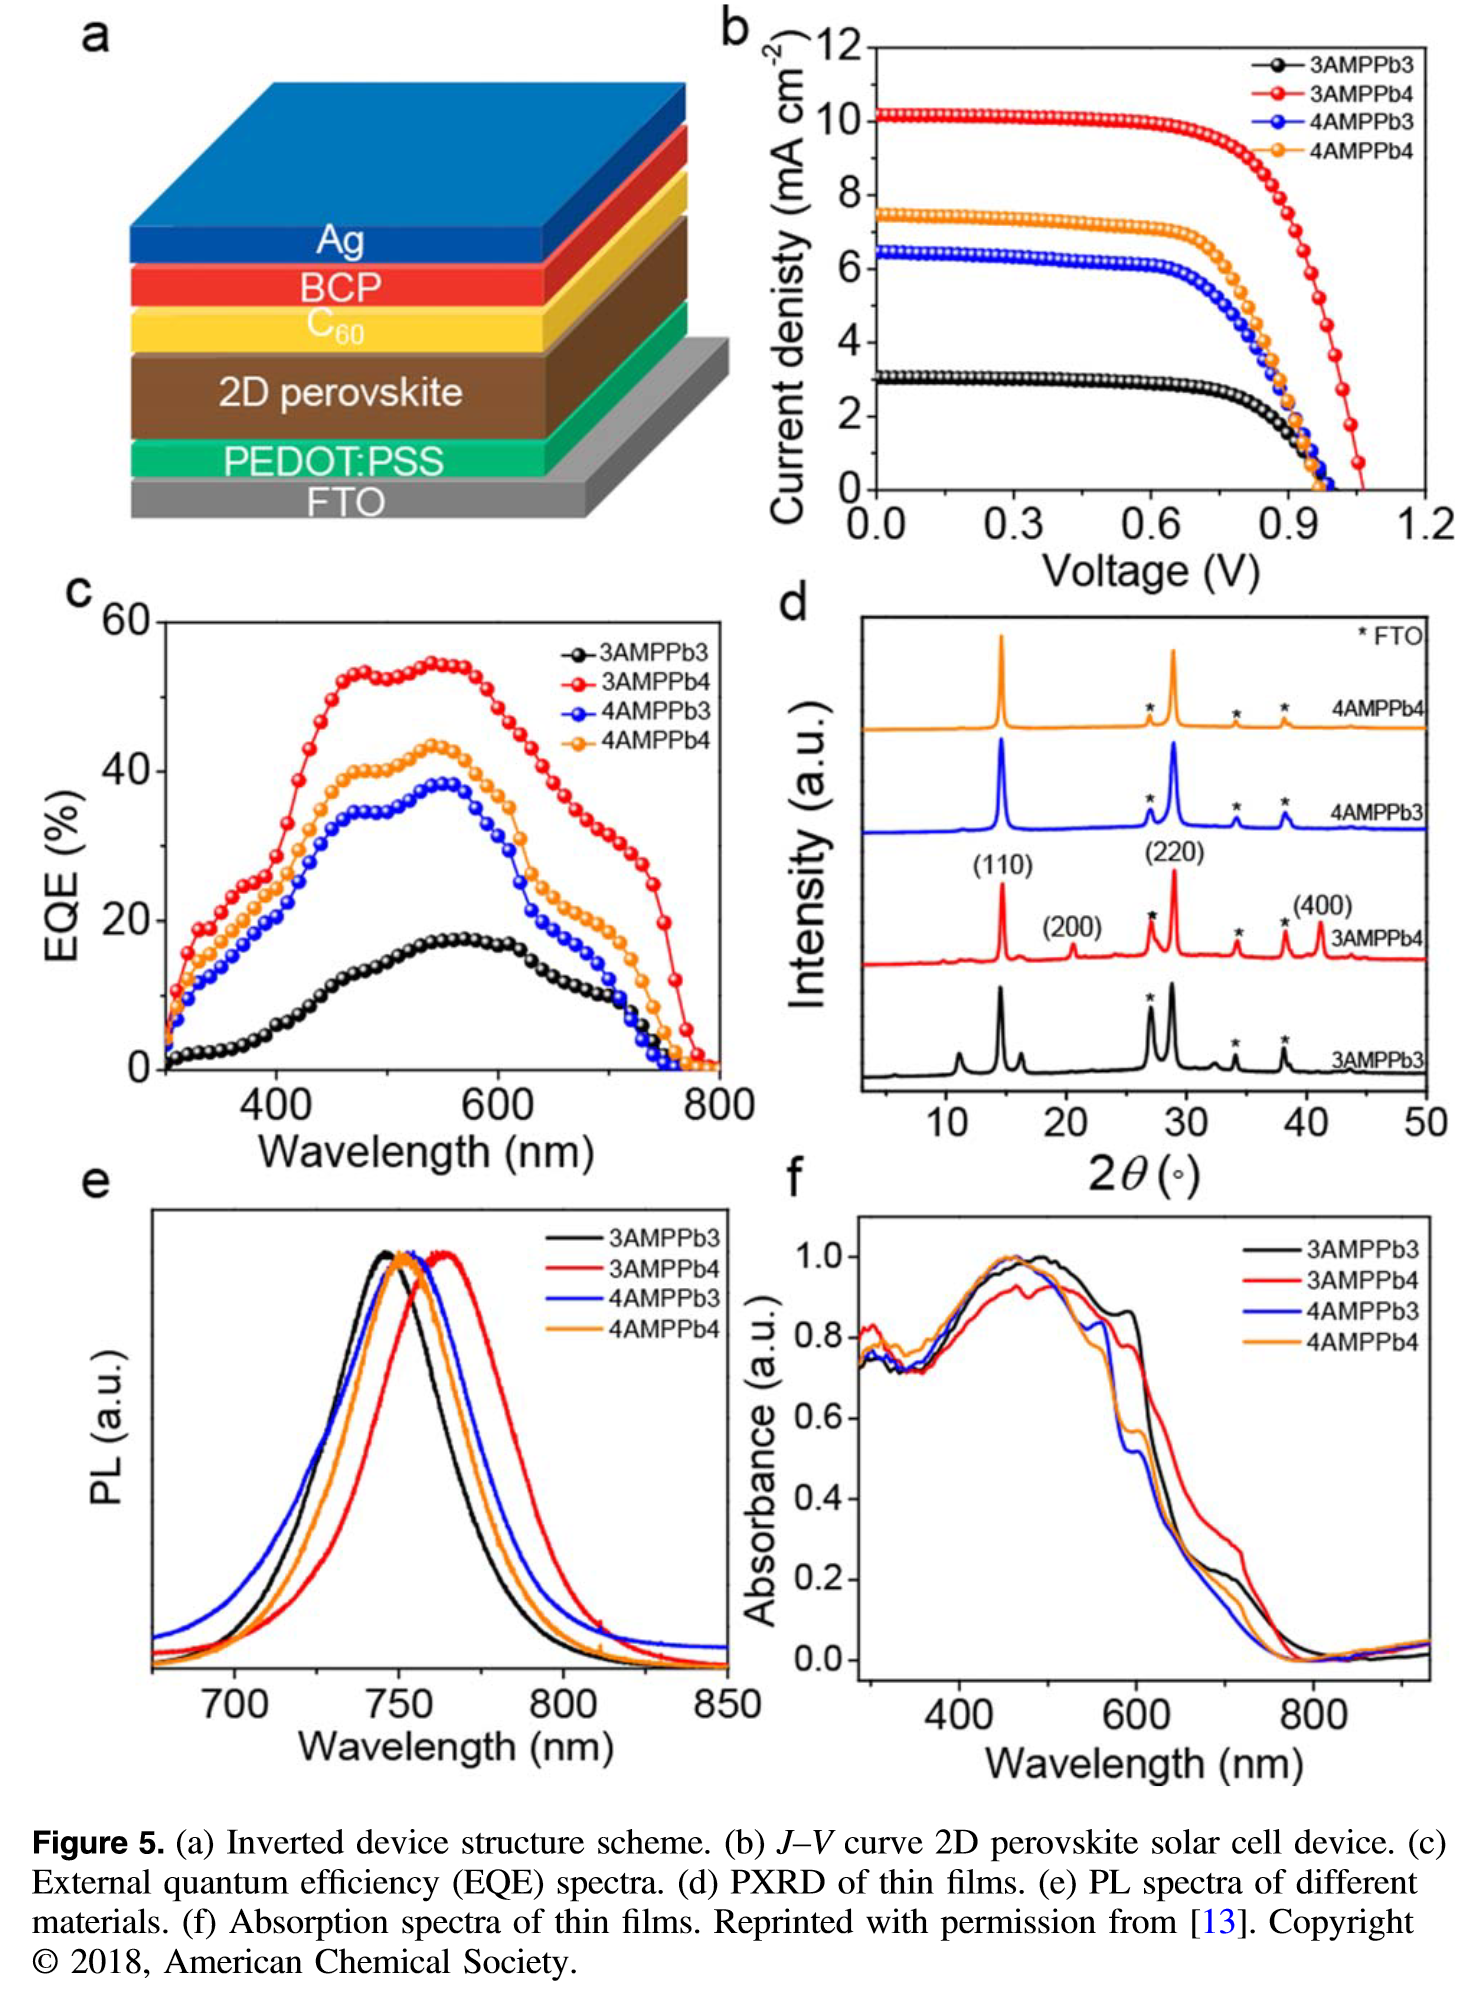 a
Ag
BCP
C60
2D perovskite
PEDOT:PSS
FTO
b
Current denisty (mA cm-2)
12
10
8
6
4
2
0
0.0 0.3 0.6 0.9 1.2
Voltage (V)
3AMPPb3
3AMPPb4
4AMPPb3
4AMPPb4
c
EQE (%)
60
40
20
0
400 600 800
Wavelength (nm)
3AMPPb3
3AMPPb4
4AMPPb3
4AMPPb4
d
Intensity (a.u.)
* FTO
* * * 4AMPPb4
* * * 4AMPPb3
(110) (220)
(200) * * * (400) 3AMPPb4
* * * 3AMPPb3
10 20 30 40 50
2θ (◦)
e
PL (a.u.)
3AMPPb3
3AMPPb4
4AMPPb3
4AMPPb4
700 750 800 850
Wavelength (nm)
f
Absorbance (a.u.)
1.0
0.8
0.6
0.4
0.2
0.0
3AMPPb3
3AMPPb4
4AMPPb3
4AMPPb4
400 600 800
Wavelength (nm)
Figure 5. (a) Inverted device structure scheme. (b) J–V curve 2D perovskite solar cell device. (c)
External quantum efficiency (EQE) spectra. (d) PXRD of thin films. (e) PL spectra of different
materials. (f) Absorption spectra of thin films. Reprinted with permission from [13]. Copyright
© 2018, American Chemical Society.